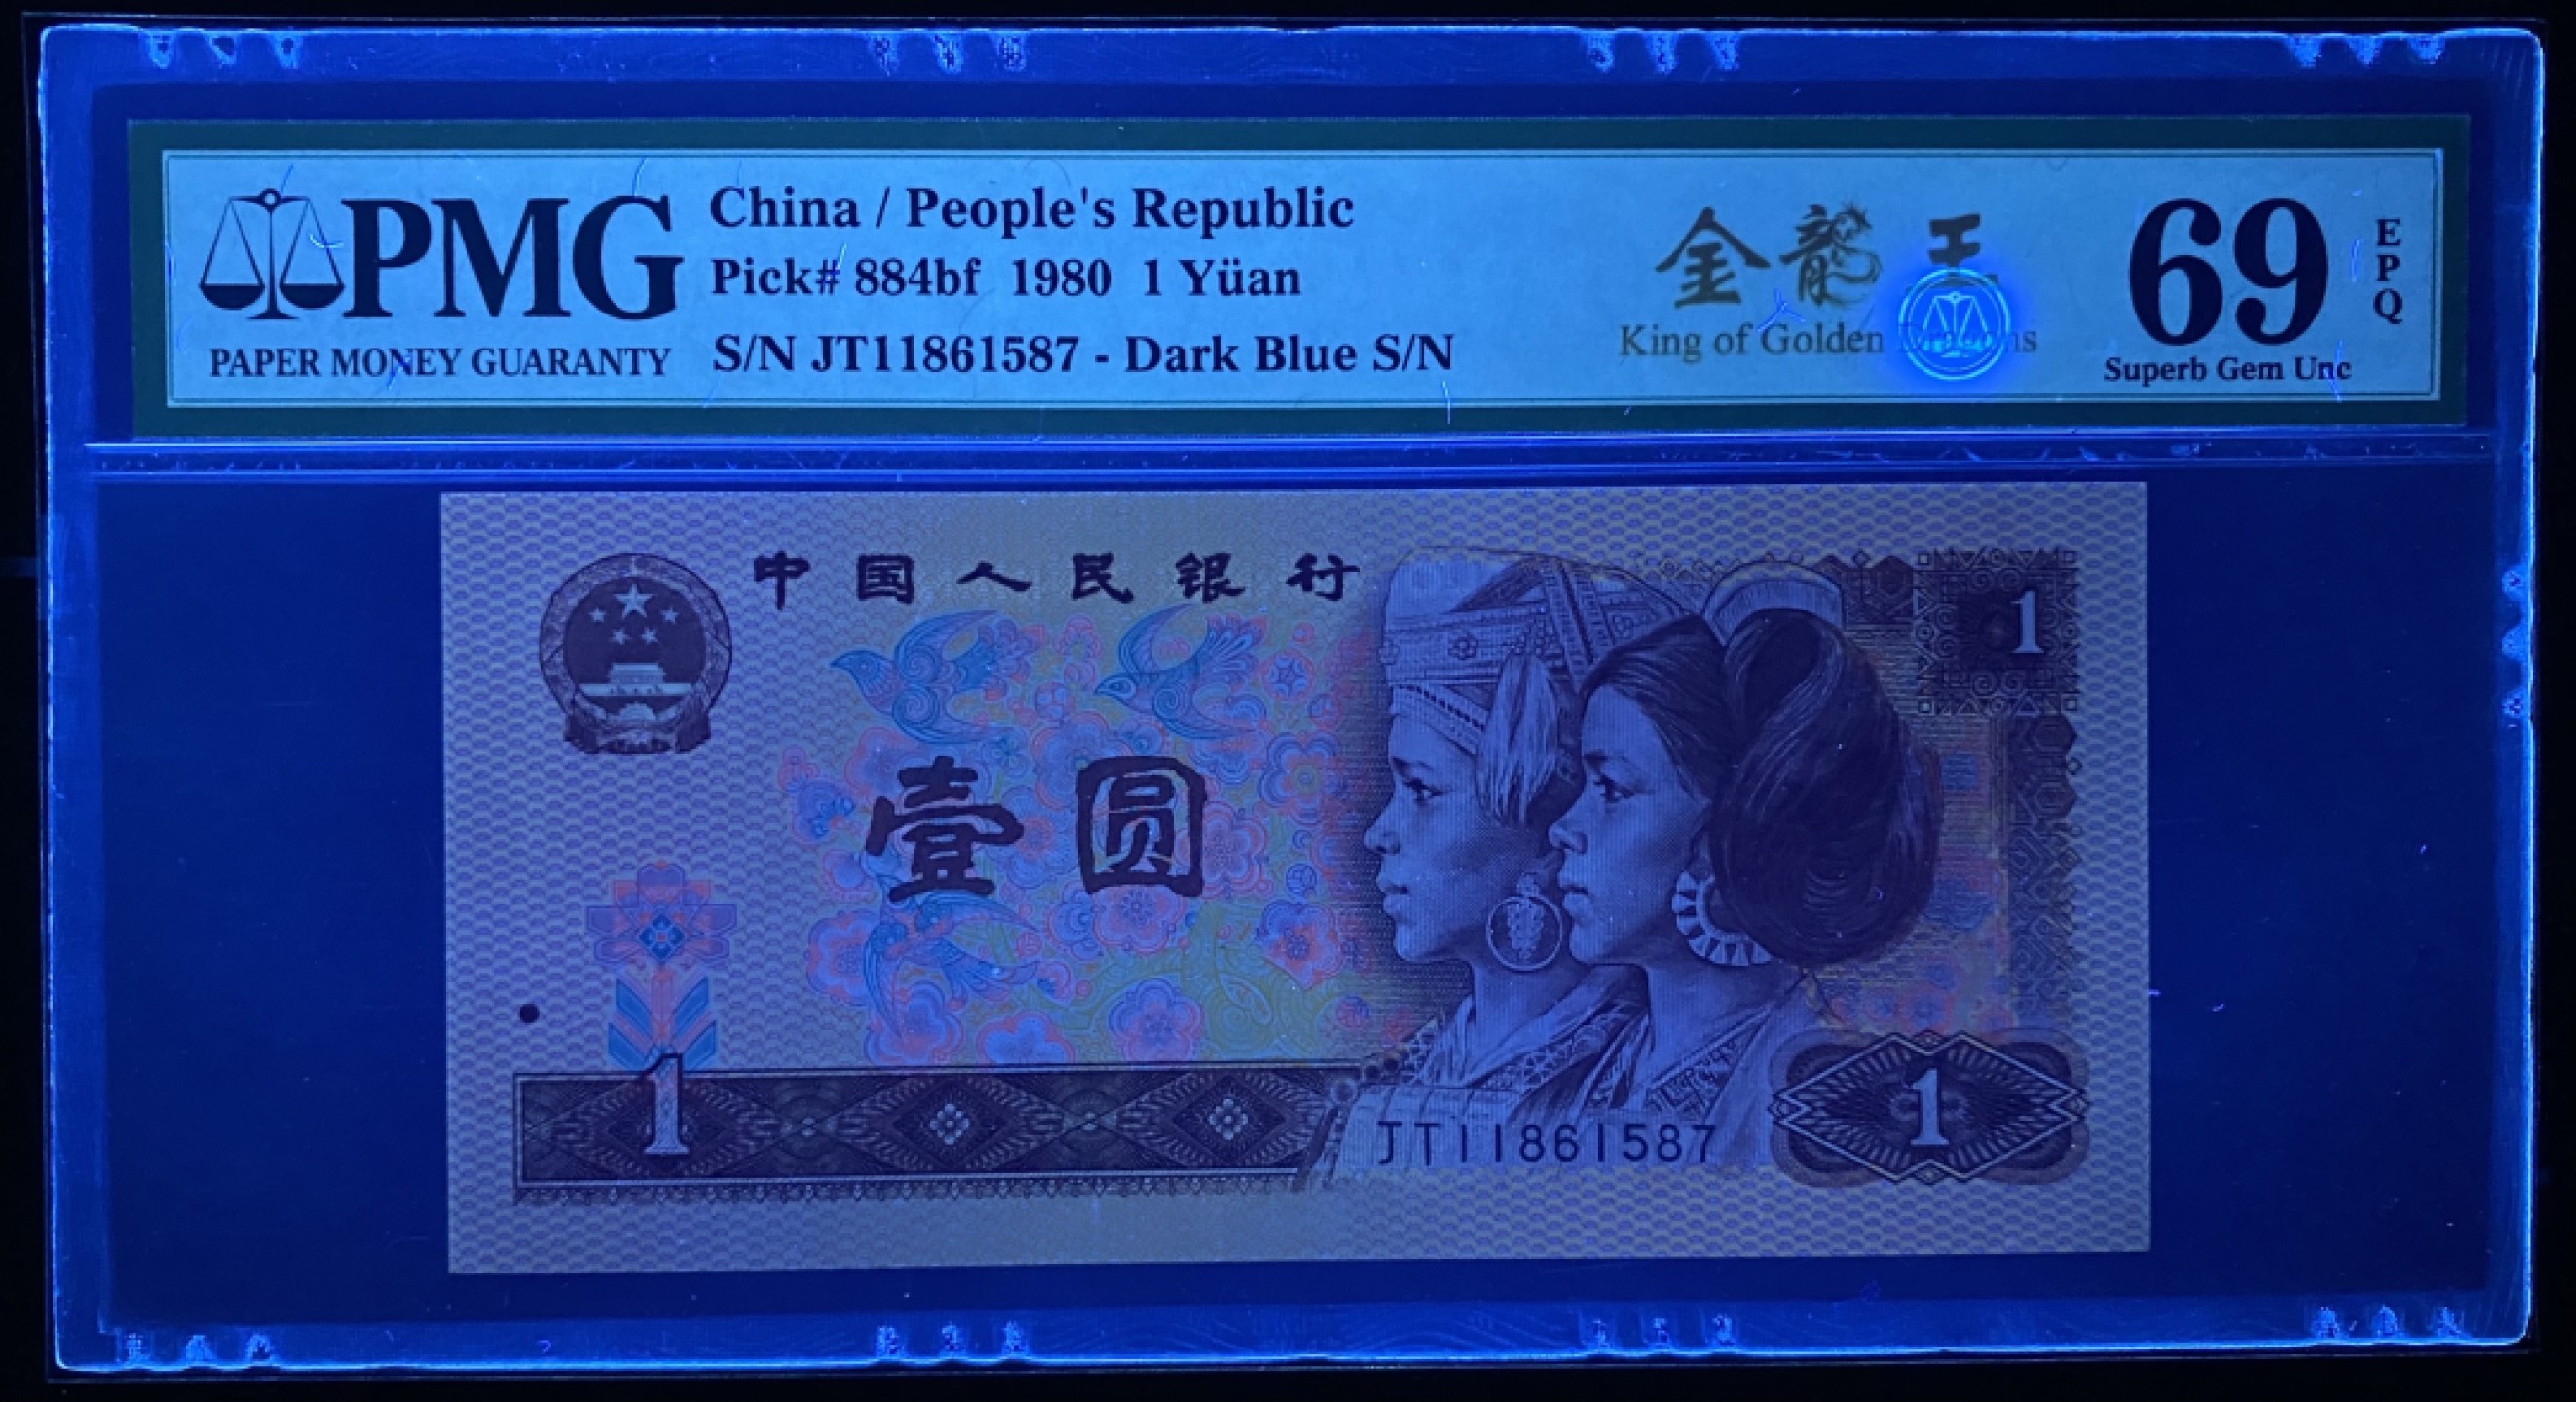 PMG
PAPER MONEY GUARANTY
China / People's Republic
Pick# 884bf 1980 1 Yüan
S/N JT11861587 - Dark Blue S/N
金龍王
King of Golden Dragons
69
EPQ
Superb Gem Unc
中国人民银行
1
壹圆
1
JT11861587
1